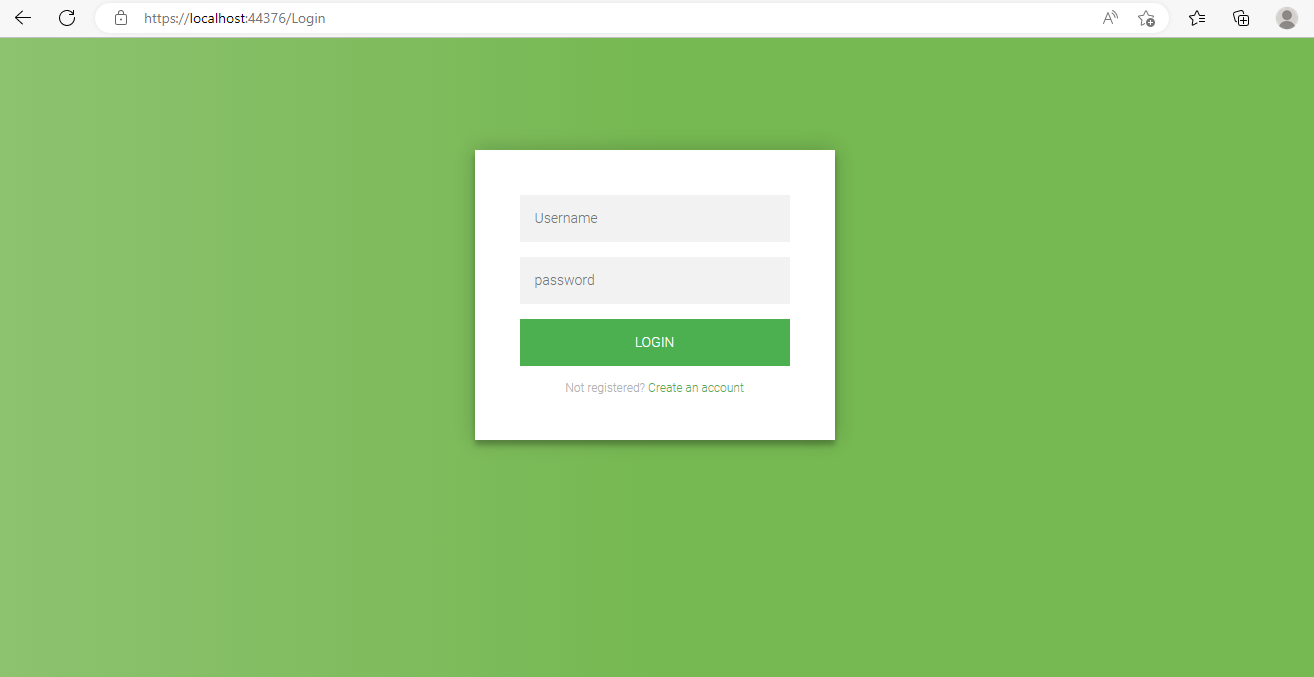 https://localhost:44376/Login
Username
password
LOGIN
Not registered? Create an account